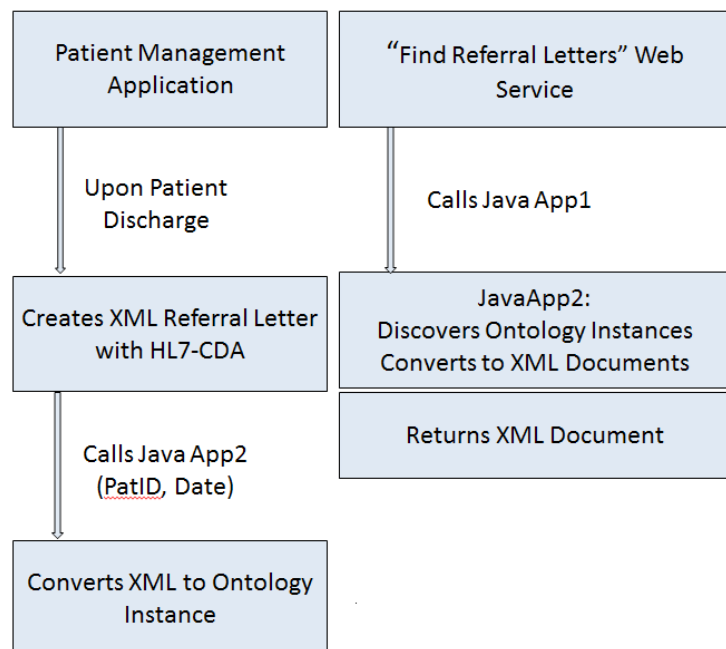 Patient Management
Application
Upon Patient
Discharge
Creates XML Referral Letter
with HL7-CDA
Calls Java App2
(PatID, Date)
Converts XML to Ontology
Instance
“Find Referral Letters” Web
Service
Calls Java App1
JavaApp2:
Discovers Ontology Instances
Converts to XML Documents
Returns XML Document